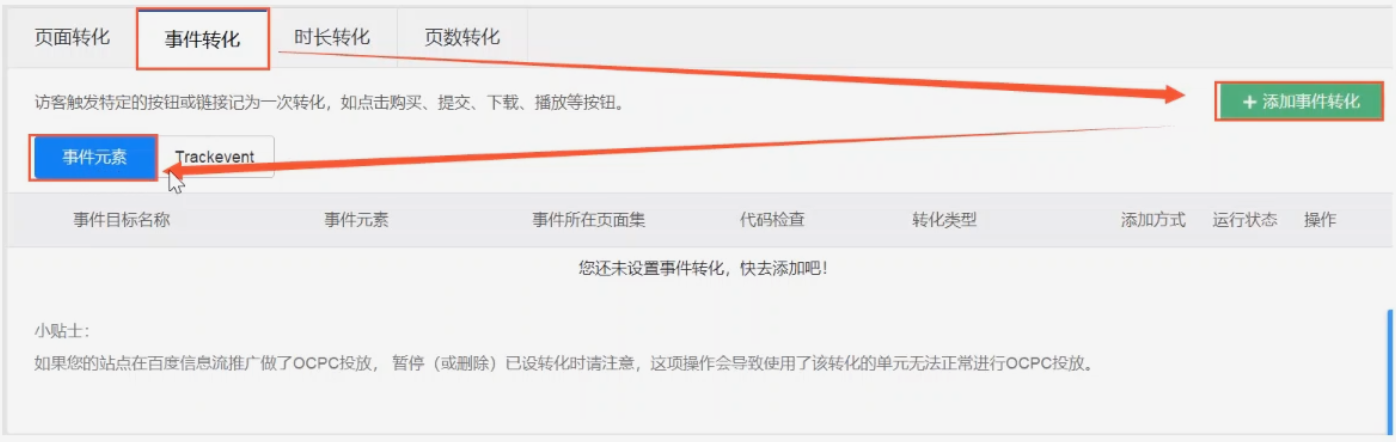 页面转化 事件转化 时长转化 页数转化
访客触发特定的按钮或链接记为一次转化，如点击购买、提交、下载、播放等按钮。
+ 添加事件转化
事件元素 Trackevent
事件目标名称 事件元素 事件所在页面集 代码检查 转化类型 添加方式 运行状态 操作
您还未设置事件转化，快去添加吧！
小贴士：
如果您的站点在百度信息流推广做了OCPC投放， 暂停（或删除）已设转化时请注意，这项操作会导致使用了该转化的单元无法正常进行OCPC投放。